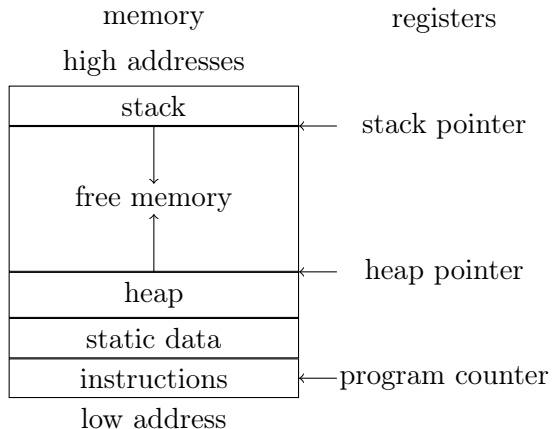 memory
registers
high addresses
stack
stack pointer
free memory
heap pointer
heap
static data
instructions
program counter
low address